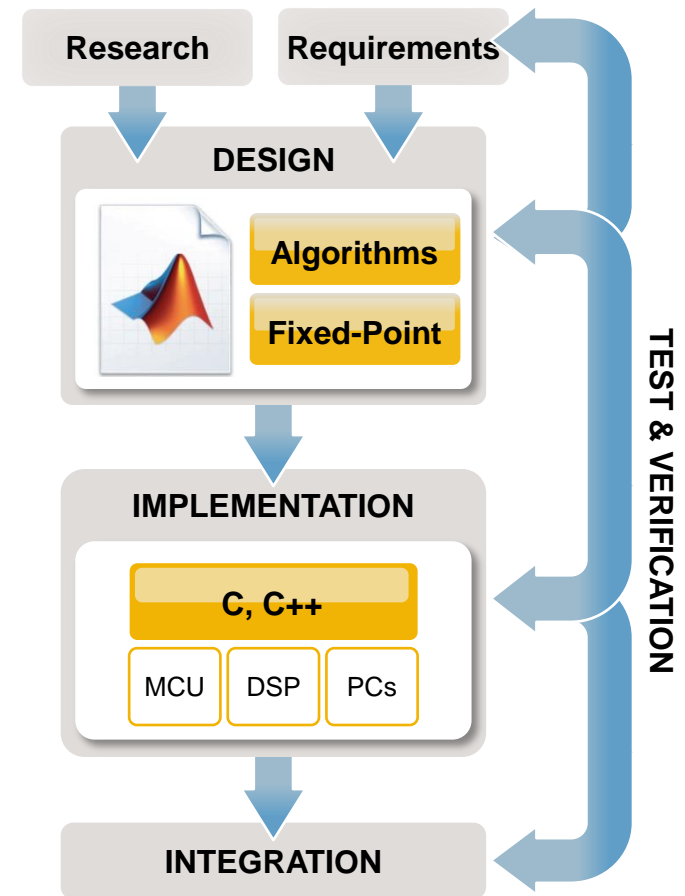 Research
Requirements
DESIGN
Algorithms
Fixed-Point
IMPLEMENTATION
C, C++
MCU
DSP
PCs
INTEGRATION
TEST & VERIFICATION